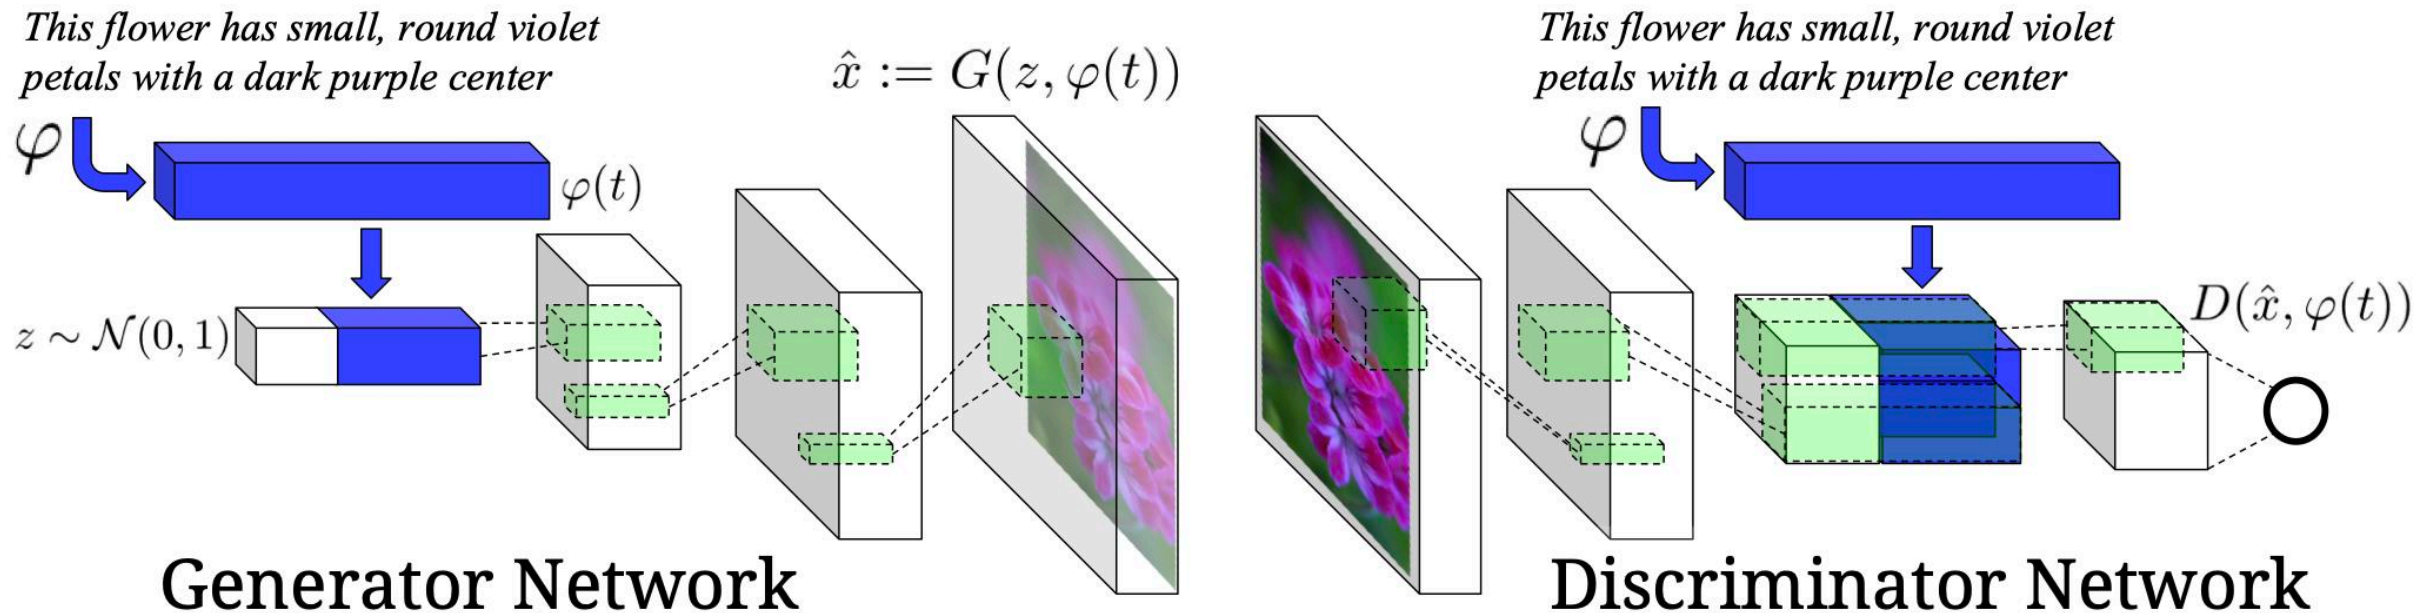 This flower has small, round violet
petals with a dark purple center
φ
φ(t)
z ~ 𝒩(0, 1)
x̂ := G(z, φ(t))
Generator Network
This flower has small, round violet
petals with a dark purple center
φ
D(x̂, φ(t))
Discriminator Network